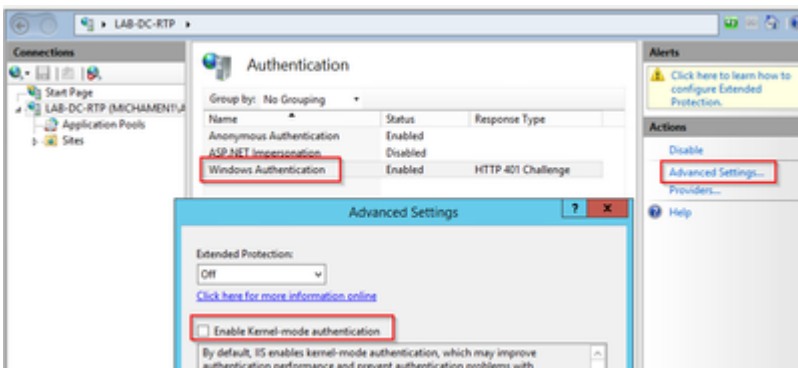 LAB-DC-RTP
Connections
Start Page
LAB-DC-RTP (MICHAMENT\A
Application Pools
Sites
Authentication
Group by: No Grouping
Name Status Response Type
Anonymous Authentication Enabled
ASP.NET Impersonation Disabled
Windows Authentication Enabled HTTP 401 Challenge
Alerts
Click here to learn how to
configure Extended
Protection.
Actions
Disable
Advanced Settings...
Providers...
Help
Advanced Settings ? x
Extended Protection:
Off
Click here for more information online
Enable Kernel-mode authentication
By default, IIS enables kernel-mode authentication, which may improve
authentication performance and prevent authentication problems with